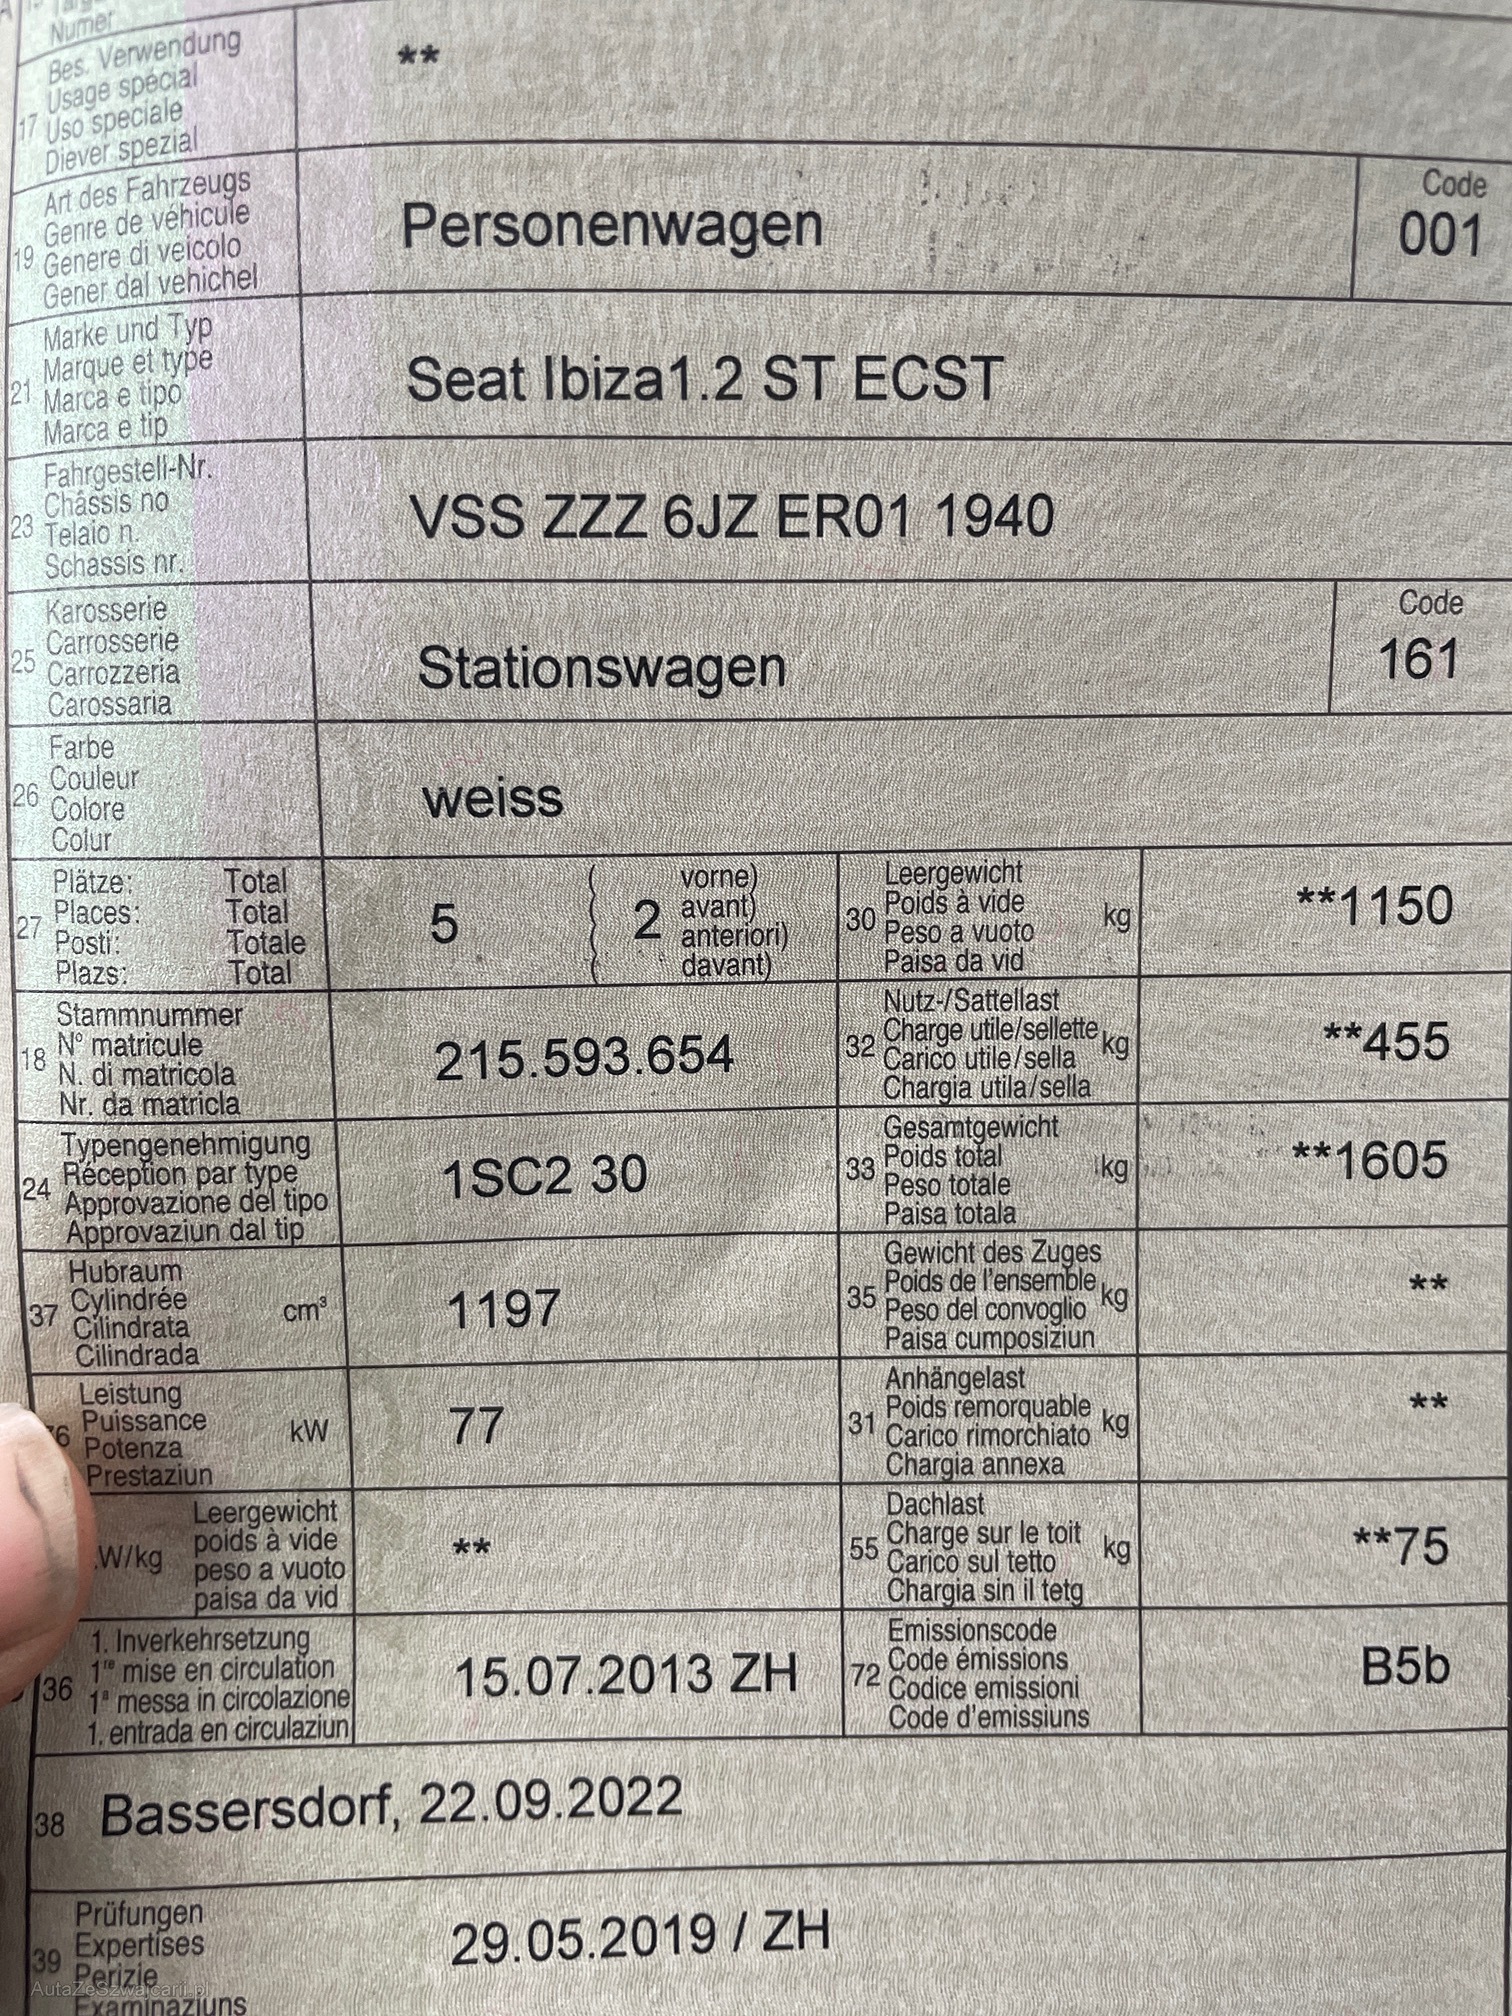 Numer
17 Bes. Verwendung
Usage spécial
Uso speciale
Diever spezial
**
19 Art des Fahrzeugs
Genre de véhicule
Genere di veicolo
Gener dal vehichel
Personenwagen
Code
001
21 Marke und Typ
Marque et type
Marca e tipo
Marca e tip
Seat Ibiza1.2 ST ECST
23 Fahrgestell-Nr.
Châssis no
Telaio n.
Schassis nr.
VSS ZZZ 6JZ ER01 1940
25 Karosserie
Carrosserie
Carrozzeria
Carossaria
Stationswagen
Code
161
26 Farbe
Couleur
Colore
Colur
weiss
27 Plätze: Total
Places: Total
Posti: Totale
Plazs: Total
5 ( 2 vorne)
avant)
anteriori)
davant)
30 Leergewicht
Poids à vide
Peso a vuoto
Paisa da vid
kg
**1150
18 Stammnummer
N° matricule
N. di matricola
Nr. da matricla
215.593.654
32 Nutz-/Sattellast
Charge utile/sellette
Carico utile/sella
Chargia utila/sella
kg
**455
24 Typengenehmigung
Réception par type
Approvazione del tipo
Approvaziun dal tip
1SC2 30
33 Gesamtgewicht
Poids total
Peso totale
Paisa totala
kg
**1605
37 Hubraum
Cylindrée
Cilindrata
Cilindrada
cm³
1197
35 Gewicht des Zuges
Poids de l'ensemble
Peso del convoglio
Paisa cumposiziun
kg
**
76 Leistung
Puissance
Potenza
Prestaziun
kW
77
31 Anhängelast
Poids remorquable
Carico rimorchiato
Chargia annexa
kg
**
W/kg
Leergewicht
poids à vide
peso a vuoto
paisa da vid
**
55 Dachlast
Charge sur le toit
Carico sul tetto
Chargia sin il tetg
kg
**75
36 1. Inverkehrsetzung
1re mise en circulation
1a messa in circolazione
1. entrada en circulaziun
15.07.2013 ZH
72 Emissionscode
Code émissions
Codice emissioni
Code d'emissiuns
B5b
38 Bassersdorf, 22.09.2022
39 Prüfungen
Expertises
Perizie
Examinaziuns
29.05.2019 / ZH
AutaZeSzwajcarii.pl